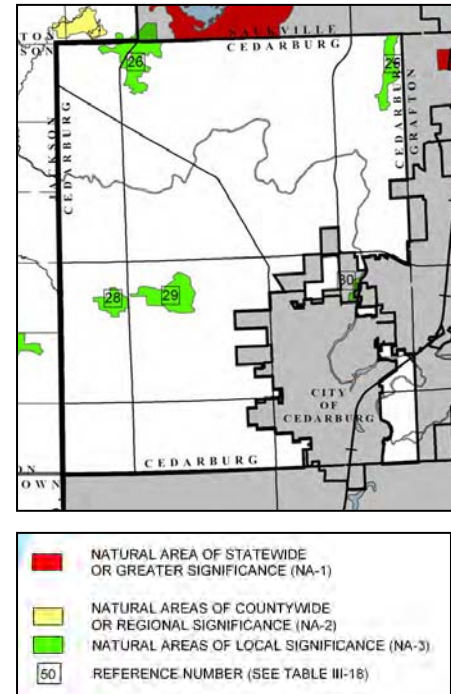 SAUKVILLE
CEDARBURG
26
25
JACKSON
CEDARBURG
CEDARBURG
GRAFTON
30
28
29
CITY
OF
CEDARBURG
CEDARBURG
OWN
NATURAL AREA OF STATEWIDE
OR GREATER SIGNIFICANCE (NA-1)
NATURAL AREAS OF COUNTYWIDE
OR REGIONAL SIGNIFICANCE (NA-2)
NATURAL AREAS OF LOCAL SIGNIFICANCE (NA-3)
50 REFERENCE NUMBER (SEE TABLE III-18)